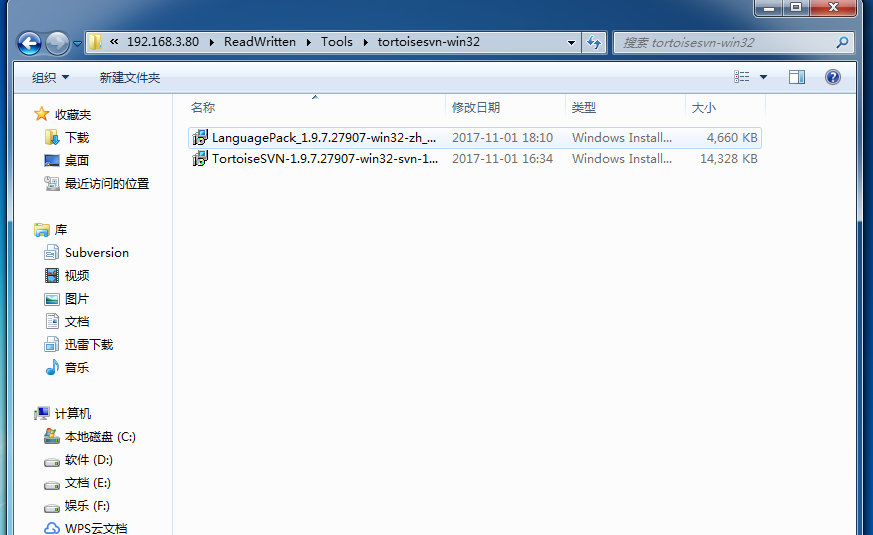 « 192.168.3.80 ReadWritten Tools tortoisesvn-win32
搜索 tortoisesvn-win32
组织 新建文件夹
名称 修改日期 类型 大小
LanguagePack_1.9.7.27907-win32-zh_... 2017-11-01 18:10 Windows Install... 4,660 KB
TortoiseSVN-1.9.7.27907-win32-svn-1... 2017-11-01 16:34 Windows Install... 14,328 KB
收藏夹
下载
桌面
最近访问的位置
库
Subversion
视频
图片
文档
迅雷下载
音乐
计算机
本地磁盘 (C:)
软件 (D:)
文档 (E:)
娱乐 (F:)
WPS云文档